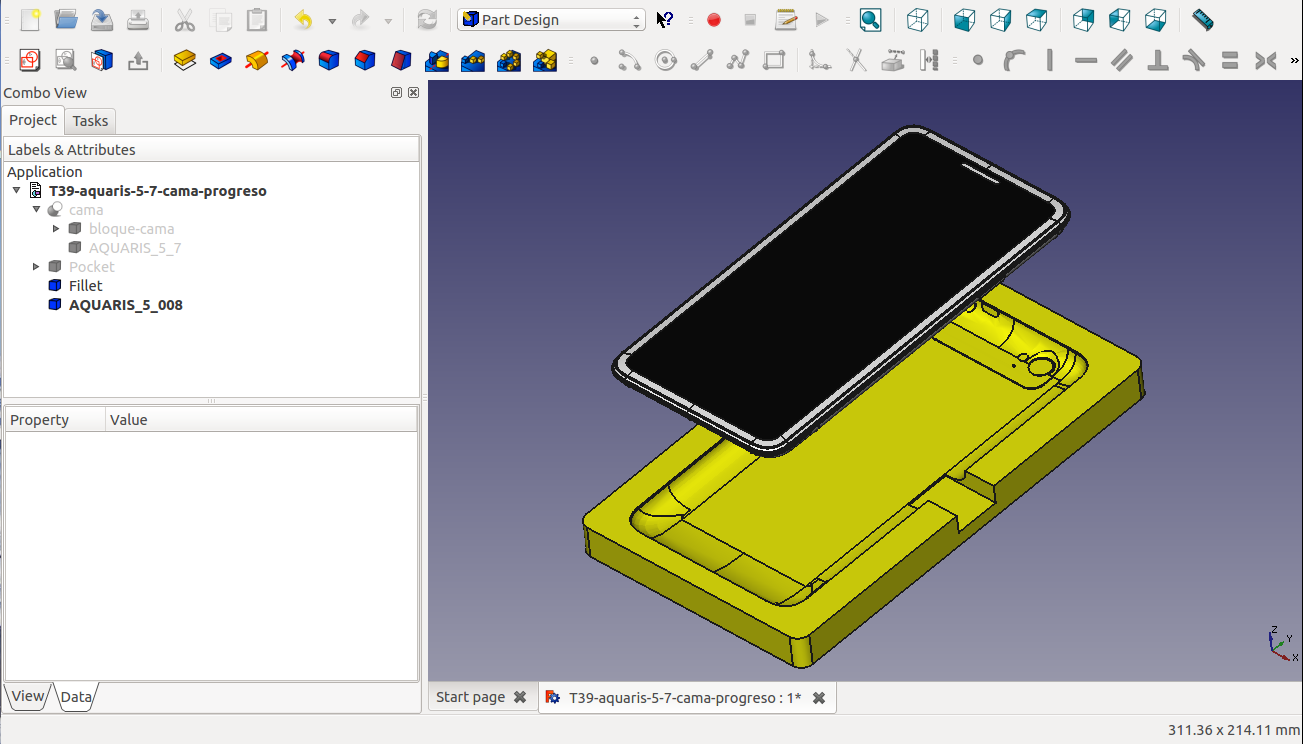 Part Design
Combo View
Project
Tasks
Labels & Attributes
Application
T39-aquaris-5-7-cama-progreso
cama
bloque-cama
AQUARIS_5_7
Pocket
Fillet
AQUARIS_5_008
Property Value
View
Data
Z
Y
X
Start page
T39-aquaris-5-7-cama-progreso : 1*
311.36 x 214.11 mm